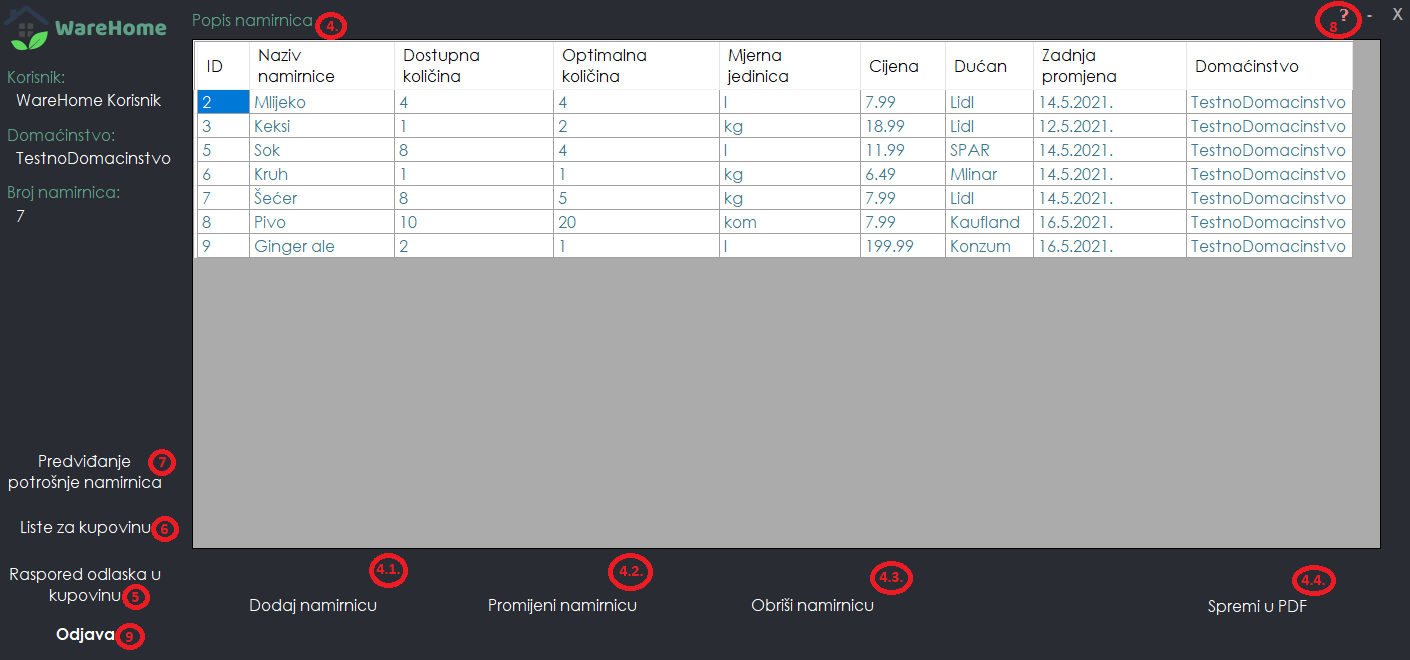 WareHome
Popis namirnica 4.
? 8 - X
Korisnik:
WareHome Korisnik
Domaćinstvo:
TestnoDomacinstvo
Broj namirnica:
7
ID Naziv namirnice Dostupna količina Optimalna količina Mjerna jedinica Cijena Dućan Zadnja promjena Domaćinstvo
2 Mlijeko 4 4 l 7.99 Lidl 14.5.2021. TestnoDomacinstvo
3 Keksi 1 2 kg 18.99 Lidl 12.5.2021. TestnoDomacinstvo
5 Sok 8 4 l 11.99 SPAR 14.5.2021. TestnoDomacinstvo
6 Kruh 1 1 kg 6.49 Mlinar 14.5.2021. TestnoDomacinstvo
7 Šećer 8 5 kg 7.99 Lidl 14.5.2021. TestnoDomacinstvo
8 Pivo 10 20 kom 7.99 Kaufland 16.5.2021. TestnoDomacinstvo
9 Ginger ale 2 1 l 199.99 Konzum 16.5.2021. TestnoDomacinstvo
Predviđanje 7
potrošnje namirnica
Liste za kupovinu 6
Raspored odlaska u
kupovinu 5
Odjava 9
4.1.
Dodaj namirnicu
4.2.
Promijeni namirnicu
4.3.
Obriši namirnicu
4.4.
Spremi u PDF